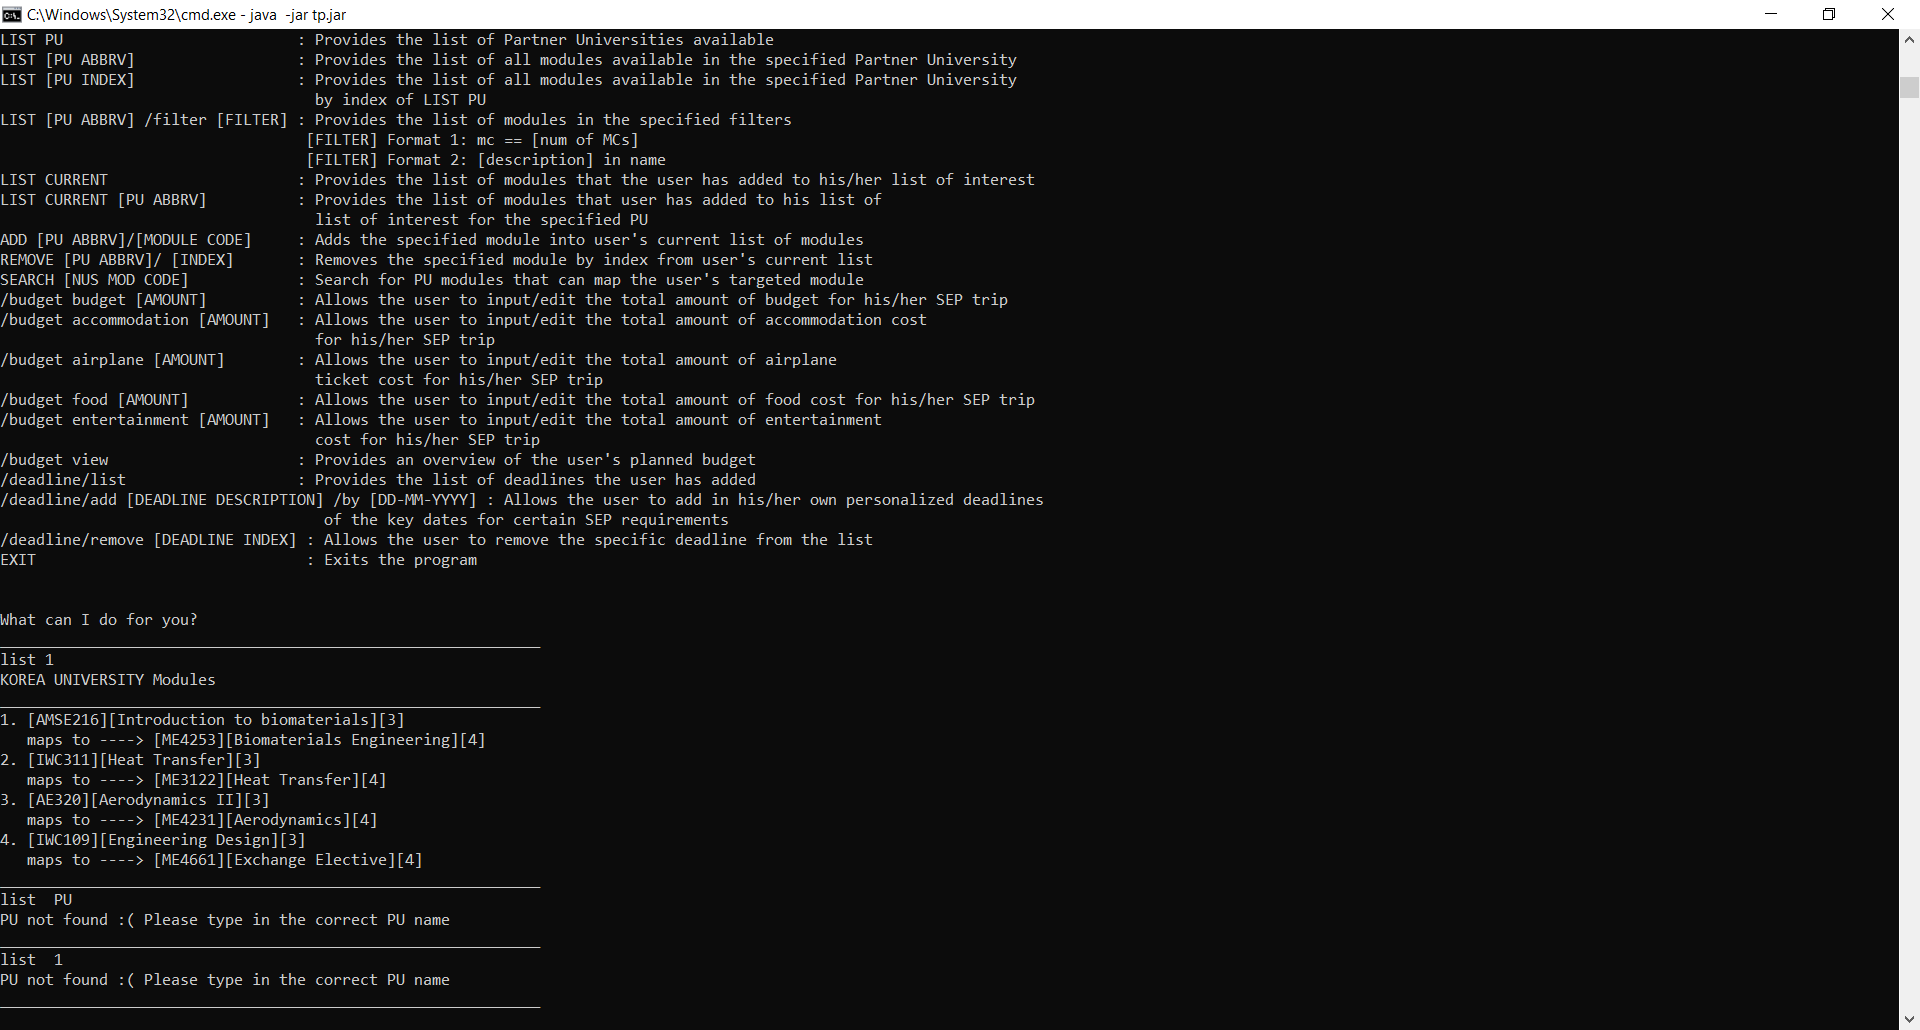 C:\Windows\System32\cmd.exe - java  -jar tp.jar
LIST PU                          : Provides the list of Partner Universities available
LIST [PU ABBRV]                  : Provides the list of all modules available in the specified Partner University
LIST [PU INDEX]                  : Provides the list of all modules available in the specified Partner University
                                   by index of LIST PU
LIST [PU ABBRV] /filter [FILTER] : Provides the list of modules in the specified filters
                                  [FILTER] Format 1: mc == [num of MCs]
                                  [FILTER] Format 2: [description] in name
LIST CURRENT                     : Provides the list of modules that the user has added to his/her list of interest
LIST CURRENT [PU ABBRV]          : Provides the list of modules that user has added to his list of
                                   list of interest for the specified PU
ADD [PU ABBRV]/[MODULE CODE]     : Adds the specified module into user's current list of modules
REMOVE [PU ABBRV]/ [INDEX]       : Removes the specified module by index from user's current list
SEARCH [NUS MOD CODE]            : Search for PU modules that can map the user's targeted module
/budget budget [AMOUNT]          : Allows the user to input/edit the total amount of budget for his/her SEP trip
/budget accommodation [AMOUNT]   : Allows the user to input/edit the total amount of accommodation cost
                                   for his/her SEP trip
/budget airplane [AMOUNT]        : Allows the user to input/edit the total amount of airplane
                                   ticket cost for his/her SEP trip
/budget food [AMOUNT]            : Allows the user to input/edit the total amount of food cost for his/her SEP trip
/budget entertainment [AMOUNT]   : Allows the user to input/edit the total amount of entertainment
                                   cost for his/her SEP trip
/budget view                     : Provides an overview of the user's planned budget
/deadline/list                   : Provides the list of deadlines the user has added
/deadline/add [DEADLINE DESCRIPTION] /by [DD-MM-YYYY] : Allows the user to add in his/her own personalized deadlines
                                    of the key dates for certain SEP requirements
/deadline/remove [DEADLINE INDEX] : Allows the user to remove the specific deadline from the list
EXIT                              : Exits the program
What can I do for you?
____________________________________________________________
list 1
KOREA UNIVERSITY Modules
____________________________________________________________
1. [AMSE216][Introduction to biomaterials][3]
   maps to ----> [ME4253][Biomaterials Engineering][4]
2. [IWC311][Heat Transfer][3]
   maps to ----> [ME3122][Heat Transfer][4]
3. [AE320][Aerodynamics II][3]
   maps to ----> [ME4231][Aerodynamics][4]
4. [IWC109][Engineering Design][3]
   maps to ----> [ME4661][Exchange Elective][4]
____________________________________________________________
list  PU
PU not found :( Please type in the correct PU name
____________________________________________________________
list  1
PU not found :( Please type in the correct PU name
____________________________________________________________